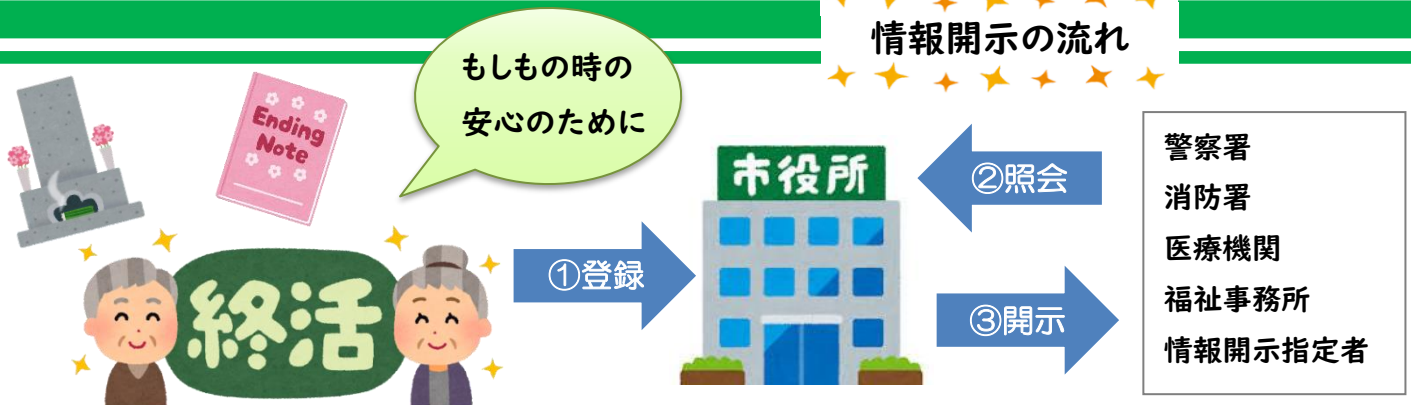 情報開示の流れ
もしもの時の
安心のために
Ending
Note
終活
①登録
市役所
②照会
③開示
警察署
消防署
医療機関
福祉事務所
情報開示指定者